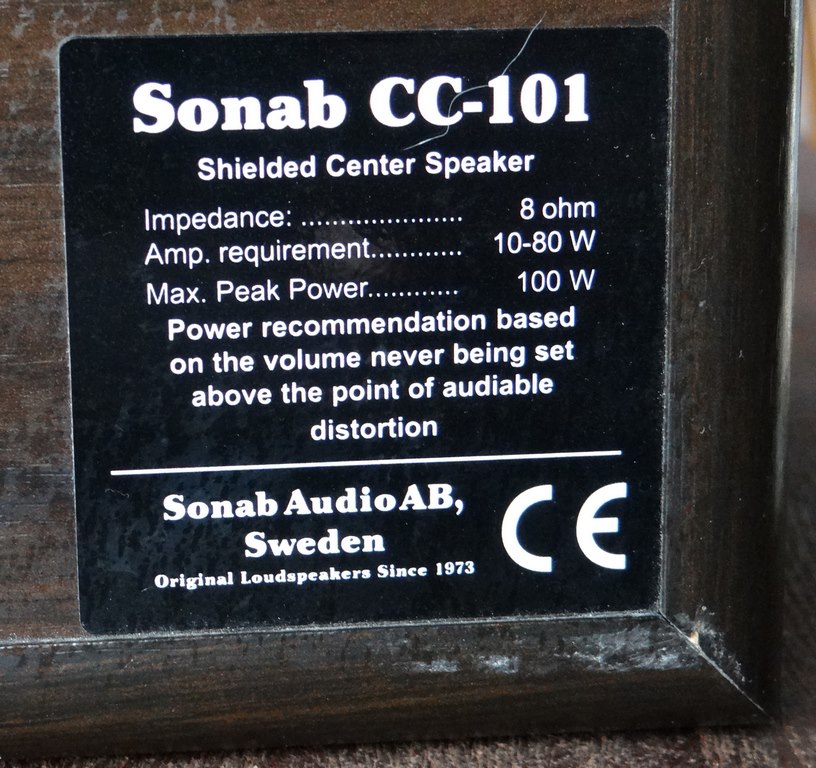 Sonab CC-101
Shielded Center Speaker
Impedance: ..................... 8 ohm
Amp. requirement............ 10-80 W
Max. Peak Power............ 100 W
Power recommendation based
on the volume never being set
above the point of audiable
distortion
Sonab Audio AB,
Sweden
Original Loudspeakers Since 1973
CE